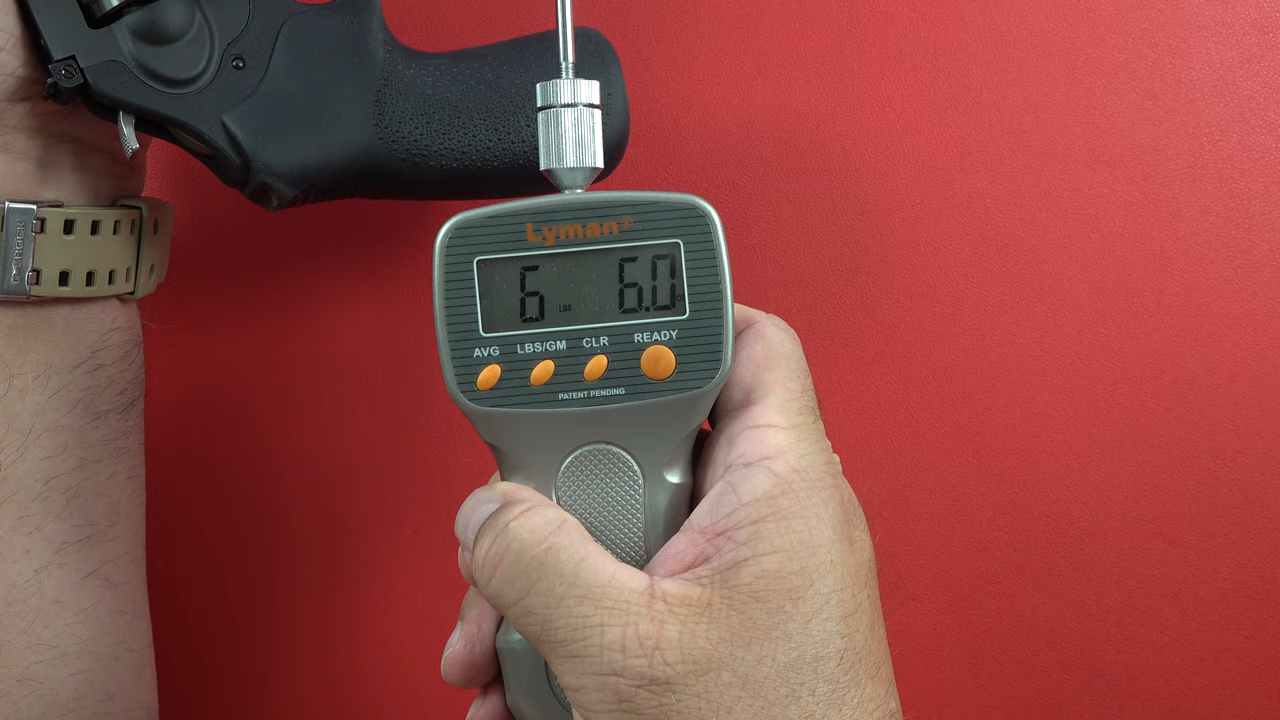 G-SHOCK
Lyman®
6 LBS 6.0
AVG LBS/GM CLR READY
PATENT PENDING